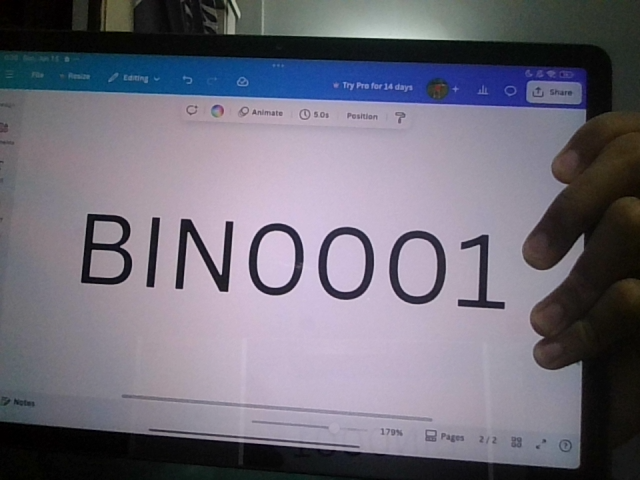 File Resize Editing Try Pro for 14 days + Share
Animate 5.0s Position
BIN0001
Notes 179% Pages 2/2